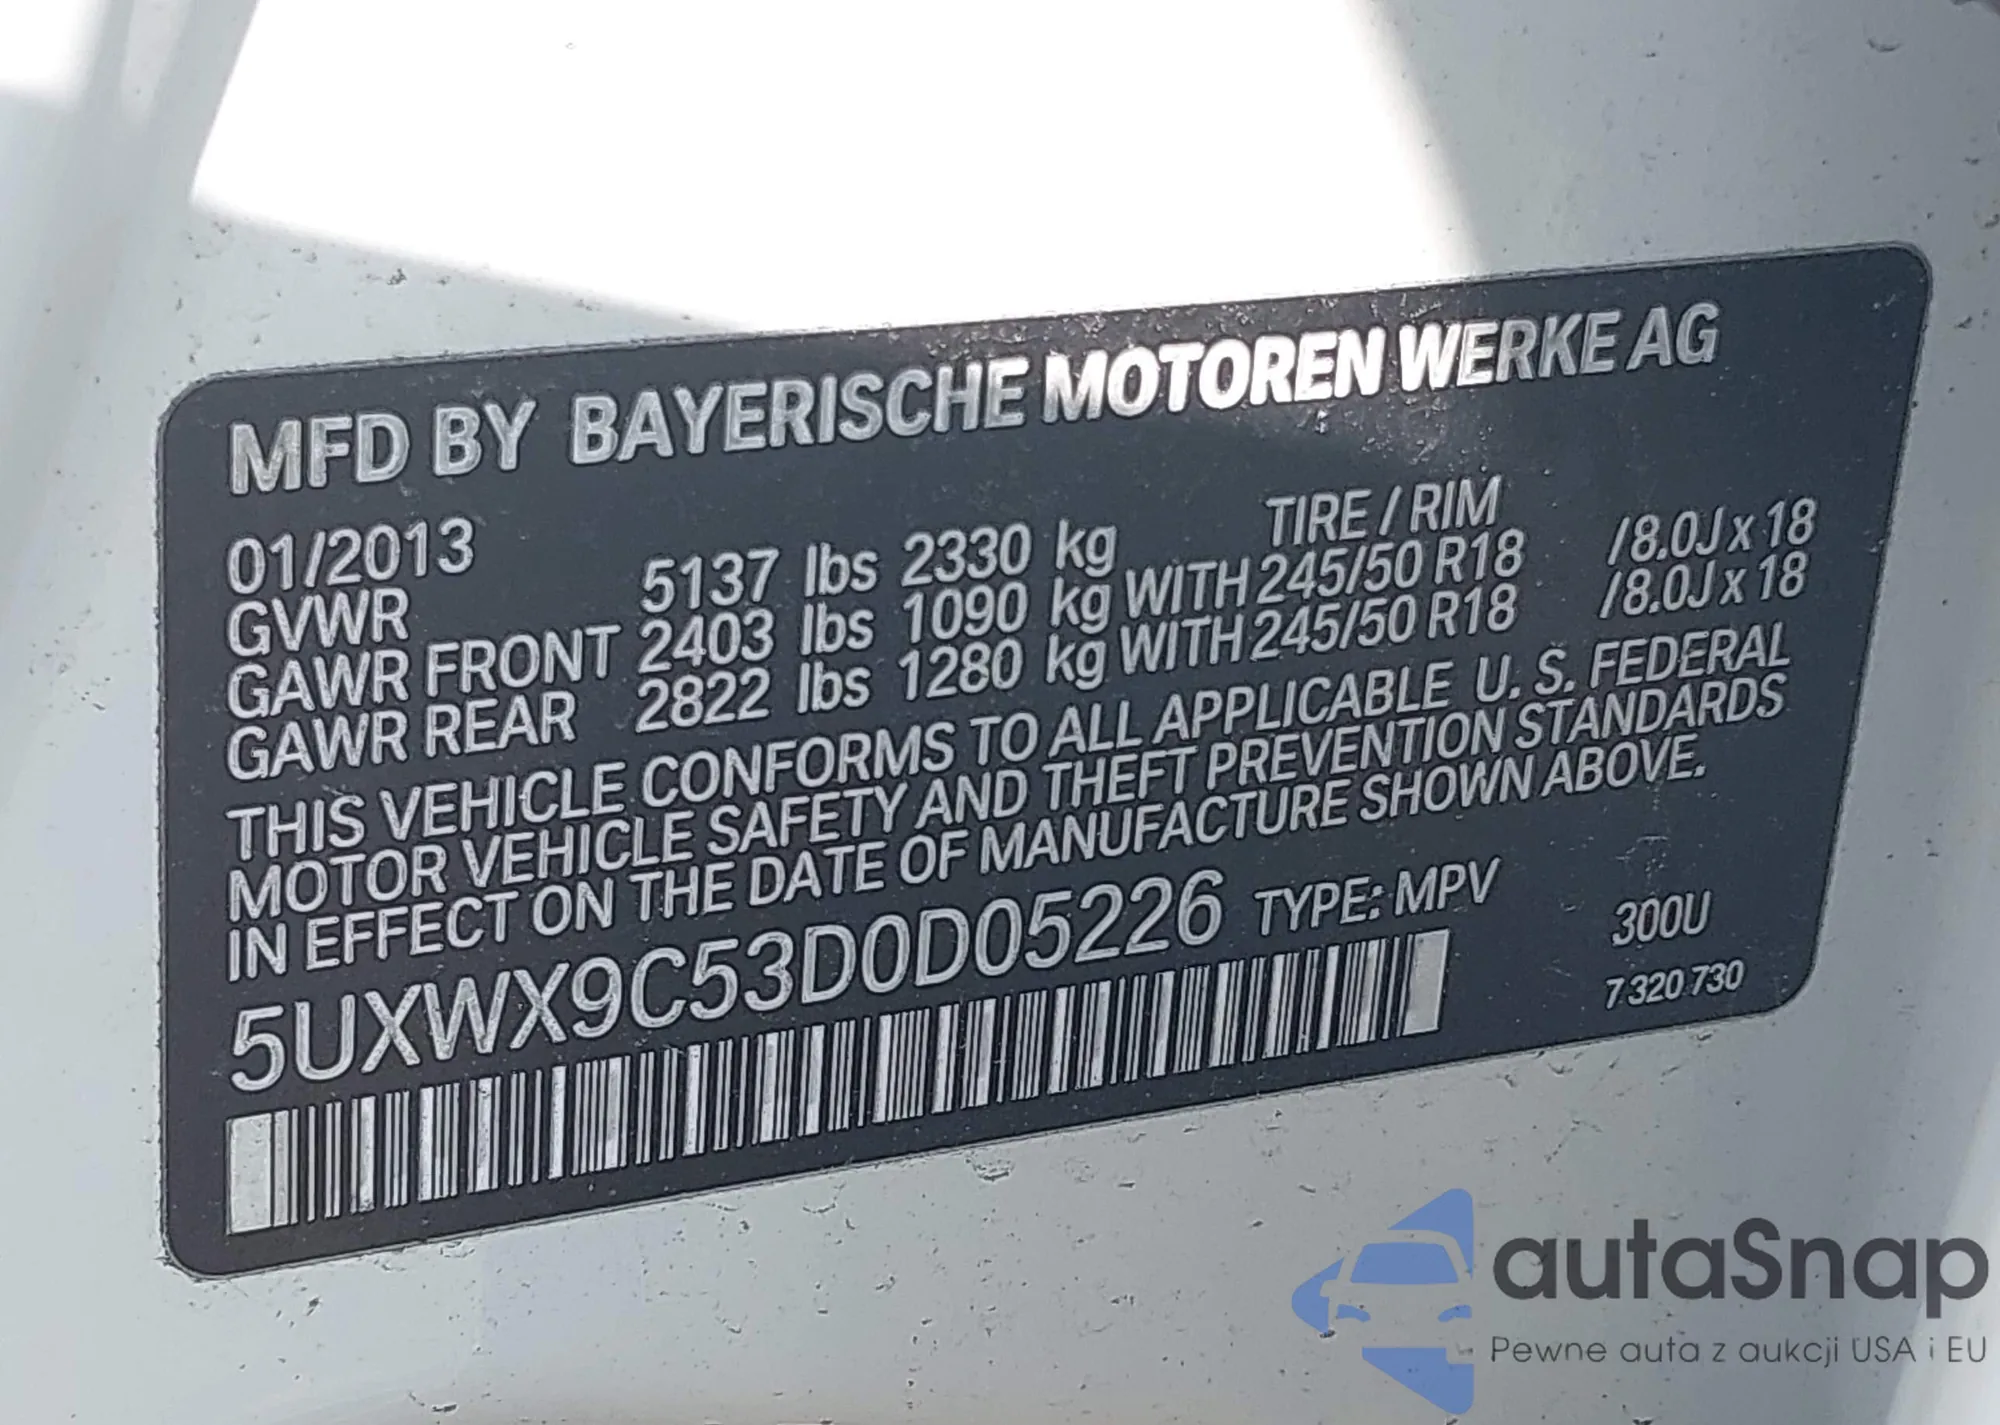 MFD BY BAYERISCHE MOTOREN WERKE AG
01/2013 TIRE / RIM
GVWR 5137 lbs 2330 kg
GAWR FRONT 2403 lbs 1090 kg WITH 245/50 R18 /8.0J x 18
GAWR REAR 2822 lbs 1280 kg WITH 245/50 R18 /8.0J x 18
THIS VEHICLE CONFORMS TO ALL APPLICABLE U. S. FEDERAL
MOTOR VEHICLE SAFETY AND THEFT PREVENTION STANDARDS
IN EFFECT ON THE DATE OF MANUFACTURE SHOWN ABOVE.
5UXWX9C53D0D05226 TYPE: MPV
300U
7 320 730
autaSnap
Pewne auta z aukcji USA i EU